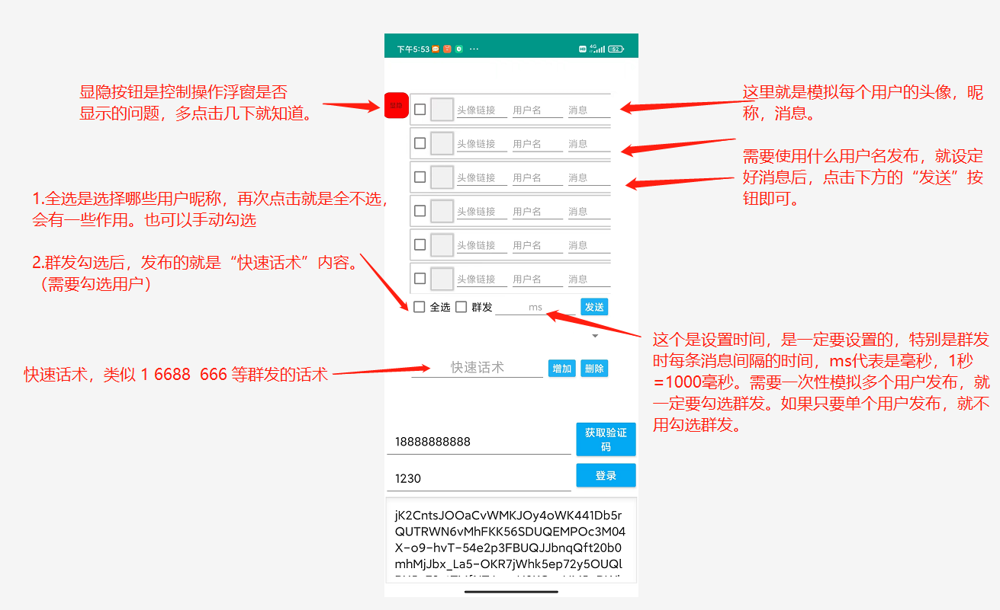 下午5:53
HD 4G 52
显隐按钮是控制操作浮窗是否
显示的问题，多点击几下就知道。
显隐
头像链接 用户名 消息
头像链接 用户名 消息
头像链接 用户名 消息
头像链接 用户名 消息
头像链接 用户名 消息
头像链接 用户名 消息
这里就是模拟每个用户的头像，昵
称，消息。
需要使用什么用户名发布，就设定
好消息后，点击下方的“发送”按
钮即可。
1.全选是选择哪些用户昵称，再次点击就是全不选，
会有一些作用。也可以手动勾选
2.群发勾选后，发布的就是“快速话术”内容。
（需要勾选用户）
全选 群发 ms 发送
这个是设置时间，是一定要设置的，特别是群发
时每条消息间隔的时间，ms代表是毫秒，1秒
=1000毫秒。需要一次性模拟多个用户发布，就
一定要勾选群发。如果只要单个用户发布，就不
用勾选群发。
快速话术，类似 1 6688 666 等群发的话术
快速话术 增加 删除
18888888888
获取验证
码
1230
登录
jK2CntsJOOaCvWMKJOy4oWK441Db5r
QUTRWN6vMhFKK56SDUQEMPOc3M04
X-o9-hvT-54e2p3FBUQJJbnqQft20b0
mhMjJbx_La5-OKR7jWhk5ep72y5OUQl